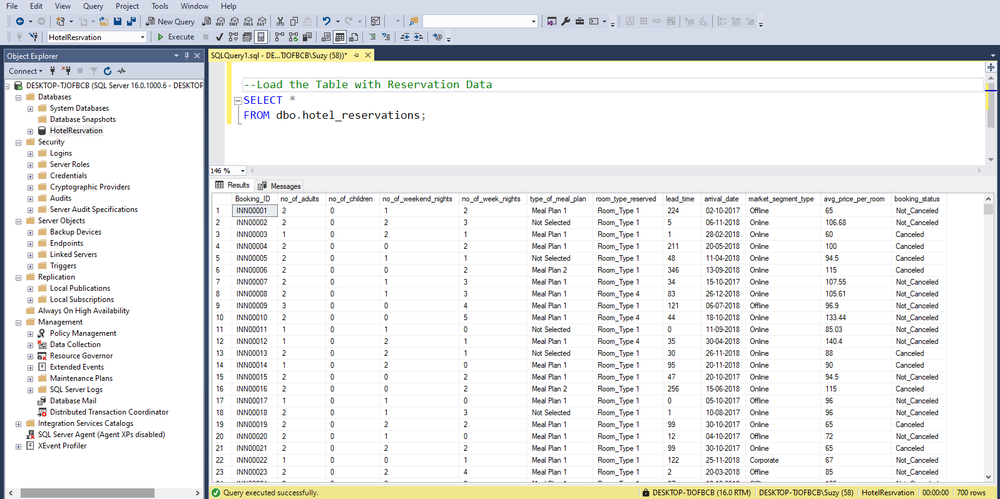 File Edit View Query Project Tools Window Help
New Query MDX DMX XMLA DAX
HotelResrvation Execute
Object Explorer
Connect
DESKTOP-TJOFBCB (SQL Server 16.0.1000.6 - DESKTOP
Databases
System Databases
Database Snapshots
HotelResrvation
Security
Logins
Server Roles
Credentials
Cryptographic Providers
Audits
Server Audit Specifications
Server Objects
Backup Devices
Endpoints
Linked Servers
Triggers
Replication
Local Publications
Local Subscriptions
Always On High Availability
Management
Policy Management
Data Collection
Resource Governor
Extended Events
Maintenance Plans
SQL Server Logs
Database Mail
Distributed Transaction Coordinator
Integration Services Catalogs
SQL Server Agent (Agent XPs disabled)
XEvent Profiler
SQLQuery1.sql - DE...TJOFBCB\Suzy (58))*
--Load the Table with Reservation Data
SELECT *
FROM dbo.hotel_reservations;
146 %
Results Messages
Booking_ID no_of_adults no_of_children no_of_weekend_nights no_of_week_nights type_of_meal_plan room_type_reserved lead_time arrival_date market_segment_type avg_price_per_room booking_status
1 INN00001 2 0 1 2 Meal Plan 1 Room_Type 1 224 02-10-2017 Offline 65 Not_Canceled
2 INN00002 2 0 2 3 Not Selected Room_Type 1 5 06-11-2018 Online 106.68 Not_Canceled
3 INN00003 1 0 2 1 Meal Plan 1 Room_Type 1 1 28-02-2018 Online 60 Canceled
4 INN00004 2 0 0 2 Meal Plan 1 Room_Type 1 211 20-05-2018 Online 100 Canceled
5 INN00005 2 0 1 1 Not Selected Room_Type 1 48 11-04-2018 Online 94.5 Canceled
6 INN00006 2 0 0 2 Meal Plan 2 Room_Type 1 346 13-09-2018 Online 115 Canceled
7 INN00007 2 0 1 3 Meal Plan 1 Room_Type 1 34 15-10-2017 Online 107.55 Not_Canceled
8 INN00008 2 0 1 3 Meal Plan 1 Room_Type 4 83 26-12-2018 Online 105.61 Not_Canceled
9 INN00009 3 0 0 4 Meal Plan 1 Room_Type 1 121 06-07-2018 Offline 96.9 Not_Canceled
10 INN00010 2 0 0 5 Meal Plan 1 Room_Type 4 44 18-10-2018 Online 133.44 Not_Canceled
11 INN00011 1 0 1 0 Not Selected Room_Type 1 0 11-09-2018 Online 85.03 Not_Canceled
12 INN00012 1 0 2 1 Meal Plan 1 Room_Type 4 35 30-04-2018 Online 140.4 Not_Canceled
13 INN00013 2 0 2 1 Not Selected Room_Type 1 30 26-11-2018 Online 88 Canceled
14 INN00014 1 0 2 0 Meal Plan 1 Room_Type 1 95 20-11-2018 Online 90 Canceled
15 INN00015 2 0 0 2 Meal Plan 1 Room_Type 1 47 20-10-2017 Online 94.5 Not_Canceled
16 INN00016 2 0 0 2 Meal Plan 2 Room_Type 1 256 15-06-2018 Online 115 Canceled
17 INN00017 1 0 1 0 Meal Plan 1 Room_Type 1 0 05-10-2017 Offline 96 Not_Canceled
18 INN00018 2 0 1 3 Not Selected Room_Type 1 1 10-08-2017 Online 96 Not_Canceled
19 INN00019 2 0 2 2 Meal Plan 1 Room_Type 1 99 30-10-2017 Online 65 Canceled
20 INN00020 2 0 1 0 Meal Plan 1 Room_Type 1 12 04-10-2017 Offline 72 Not_Canceled
21 INN00021 2 0 2 2 Meal Plan 1 Room_Type 1 99 30-10-2017 Online 65 Canceled
22 INN00022 1 0 0 1 Meal Plan 1 Room_Type 1 122 25-11-2018 Corporate 67 Not_Canceled
23 INN00023 2 0 2 4 Meal Plan 1 Room_Type 1 2 20-03-2018 Offline 85 Not_Canceled
Query executed successfully. DESKTOP-TJOFBCB (16.0 RTM) DESKTOP-TJOFBCB\Suzy (58) HotelResrvation 00:00:00 700 rows